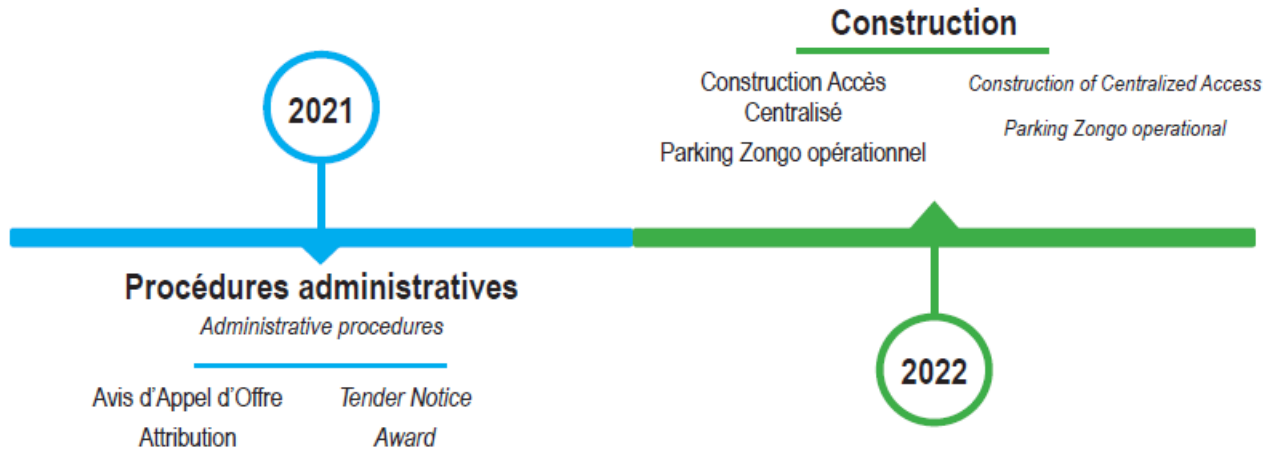 2021
Procédures administratives
Administrative procedures
Avis d'Appel d'Offre
Attribution
Tender Notice
Award
Construction
Construction Accès
Centralisé
Parking Zongo opérationnel
Construction of Centralized Access
Parking Zongo operational
2022